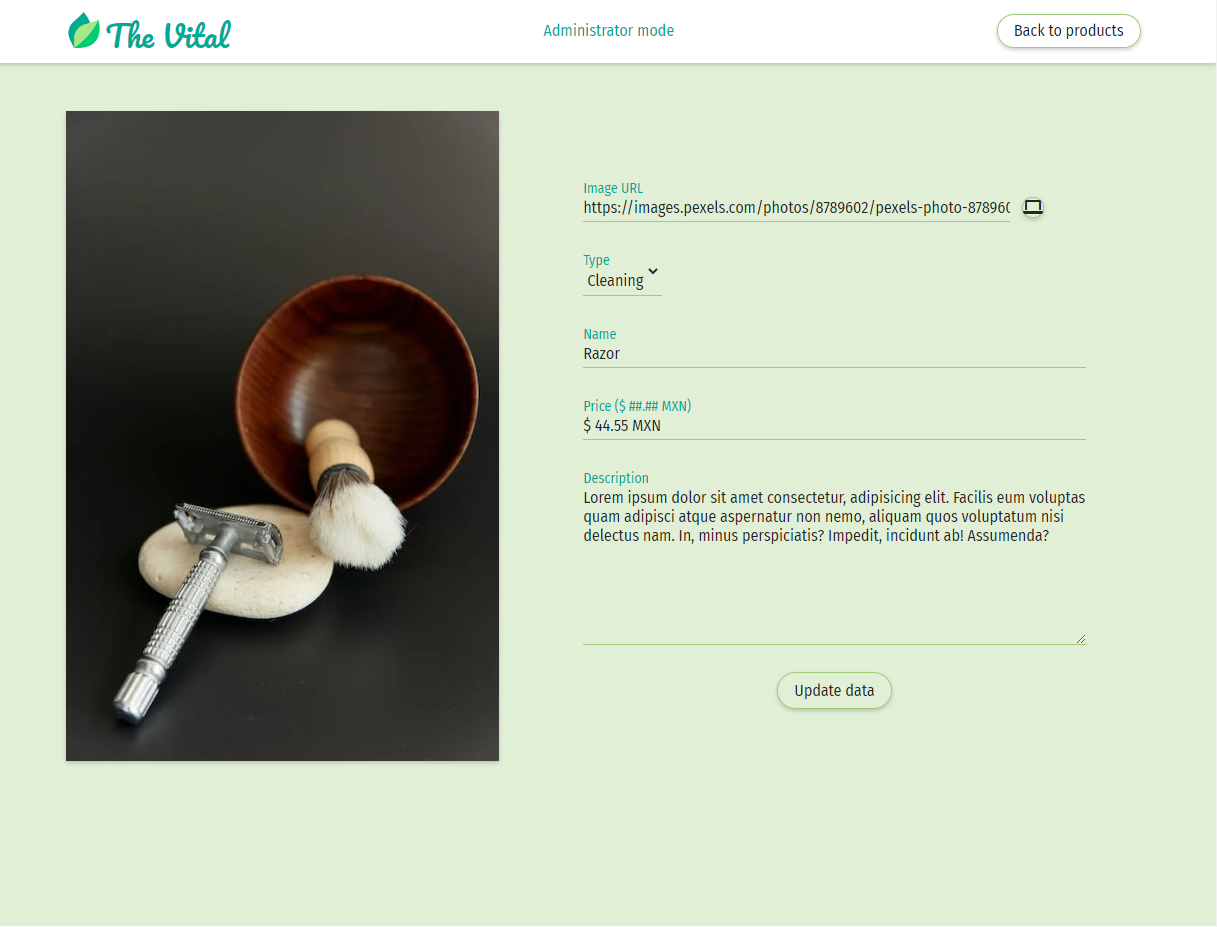 The Vital
Administrator mode
Back to products
Image URL
https://images.pexels.com/photos/8789602/pexels-photo-878960
Type
Cleaning
Name
Razor
Price ($ ##.## MXN)
$ 44.55 MXN
Description
Lorem ipsum dolor sit amet consectetur, adipisicing elit. Facilis eum voluptas
quam adipisci atque aspernatur non nemo, aliquam quos voluptatum nisi
delectus nam. In, minus perspiciatis? Impedit, incidunt ab! Assumenda?
Update data